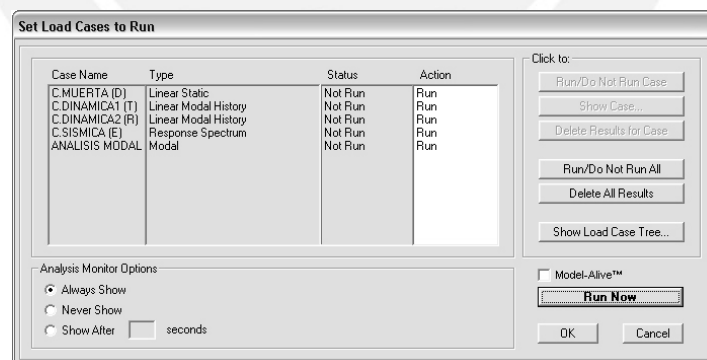 Set Load Cases to Run
Case Name Type Status Action
C.MUERTA (D) Linear Static Not Run Run
C.DINAMICA1 (T) Linear Modal History Not Run Run
C.DINAMICA2 (R) Linear Modal History Not Run Run
C.SISMICA (E) Response Spectrum Not Run Run
ANALISIS MODAL Modal Not Run Run
Click to:
Run/Do Not Run Case
Show Case...
Delete Results for Case
Run/Do Not Run All
Delete All Results
Show Load Case Tree...
Analysis Monitor Options
Always Show
Never Show
Show After seconds
Model-Alive™
Run Now
OK Cancel